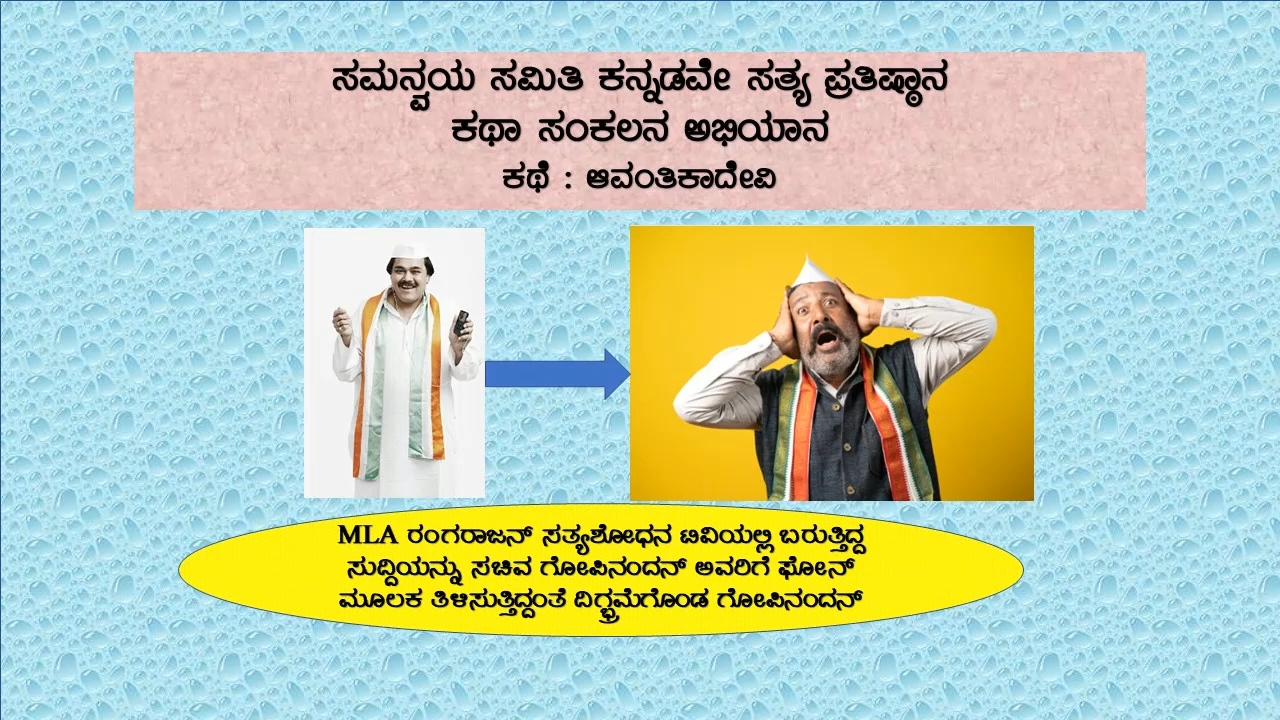 ಸಮನ್ವಯ ಸಮಿತಿ ಕನ್ನಡವೇ ಸತ್ಯ ಪ್ರತಿಷ್ಠಾನ
ಕಥಾ ಸಂಕಲನ ಅಭಿಯಾನ
ಕಥೆ : ಆವಂತಿಕಾದೇವಿ
MLA ರಂಗರಾಜನ್ ಸತ್ಯಶೋಧನ ಟಿವಿಯಲ್ಲಿ ಬರುತ್ತಿದ್ದ
ಸುದ್ದಿಯನ್ನು ಸಚಿವ ಗೋಪಿನಂದನ್ ಅವರಿಗೆ ಫೋನ್
ಮೂಲಕ ತಿಳಿಸುತ್ತಿದ್ದಂತೆ ದಿಗ್ಭ್ರಮೆಗೊಂಡ ಗೋಪಿನಂದನ್